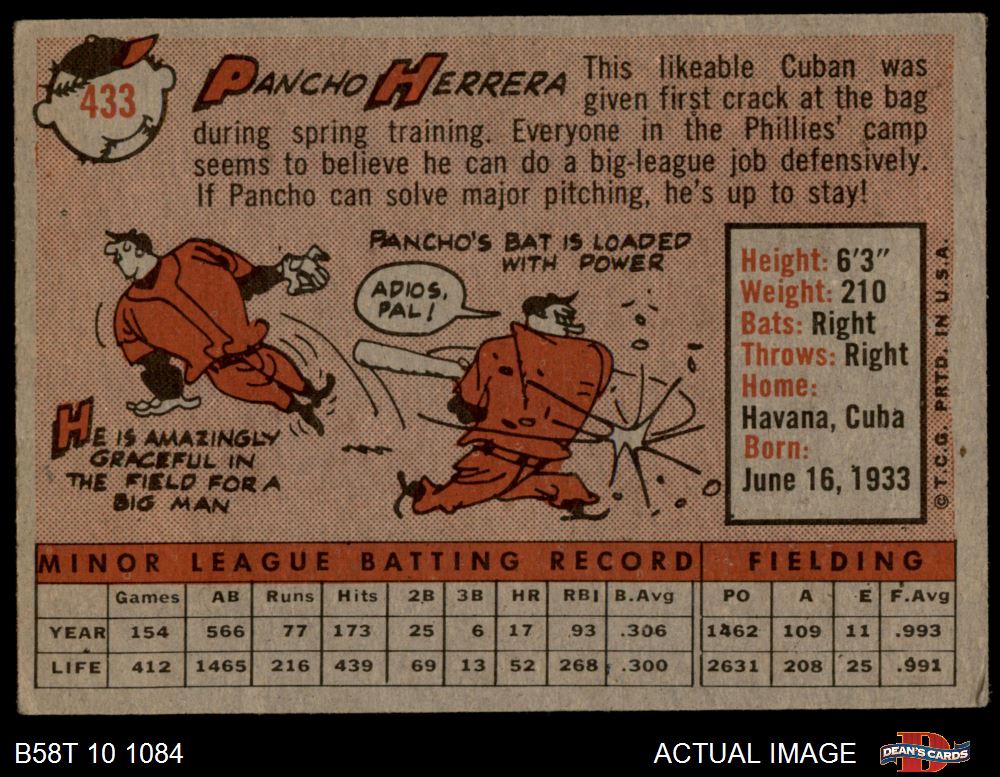 433
PANCHO HERRERA
This likeable Cuban was
given first crack at the bag
during spring training. Everyone in the Phillies' camp
seems to believe he can do a big-league job defensively.
If Pancho can solve major pitching, he's up to stay!
PANCHO'S BAT IS LOADED
WITH POWER
ADIOS,
PAL!
HE IS AMAZINGLY
GRACEFUL IN
THE FIELD FOR A
BIG MAN
Height: 6'3"
Weight: 210
Bats: Right
Throws: Right
Home:
Havana, Cuba
Born:
June 16, 1933
© T.C.G. PRTD. IN U.S.A.
MINOR LEAGUE BATTING RECORD FIELDING
Games AB Runs Hits 2B 3B HR RBI B.Avg PO A E F.Avg
YEAR 154 566 77 173 25 6 17 93 .306 1462 109 11 .993
LIFE 412 1465 216 439 69 13 52 268 .300 2631 208 25 .991
B58T 10 1084 ACTUAL IMAGE DEAN'S CARDS